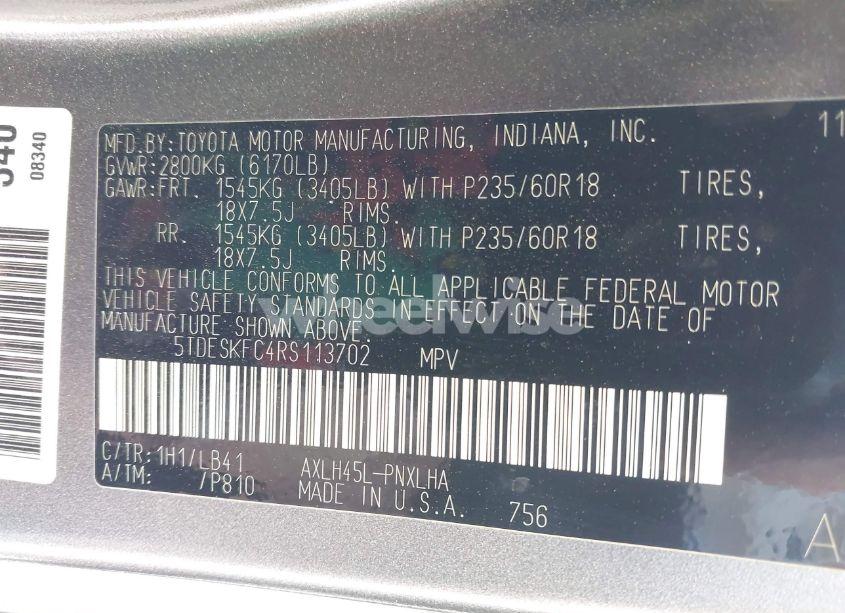 540
08340
11
MFD.BY:TOYOTA MOTOR MANUFACTURING, INDIANA, INC.
GVWR:2800KG (6170LB)
GAWR:FRT. 1545KG (3405LB) WITH P235/60R18 TIRES,
18X7.5J RIMS.
RR. 1545KG (3405LB) WITH P235/60R18 TIRES,
18X7.5J RIMS.
THIS VEHICLE CONFORMS TO ALL APPLICABLE FEDERAL MOTOR
VEHICLE SAFETY STANDARDS IN EFFECT ON THE DATE OF
MANUFACTURE SHOWN ABOVE.
wheelwise
5TDESKFC4RS113702 MPV
C/TR:1H1/LB41 AXLH45L-PNXLHA
A/TM: /P810 MADE IN U.S.A. 756
A